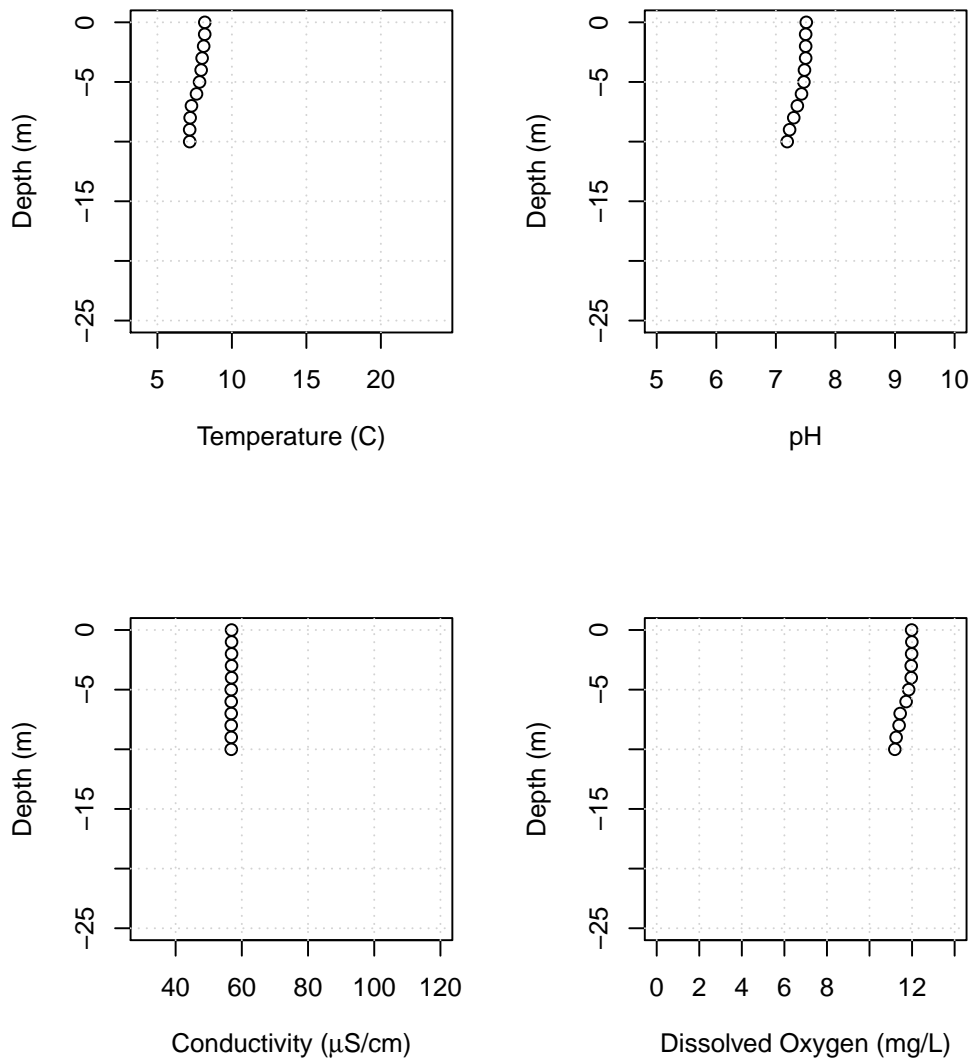 0
−5
−15
−25
Depth (m)
5 10 15 20
Temperature (C)
0
−5
−15
−25
Depth (m)
5 6 7 8 9 10
pH
0
−5
−15
−25
Depth (m)
40 60 80 100 120
Conductivity (μS/cm)
0
−5
−15
−25
Depth (m)
0 2 4 6 8 12
Dissolved Oxygen (mg/L)